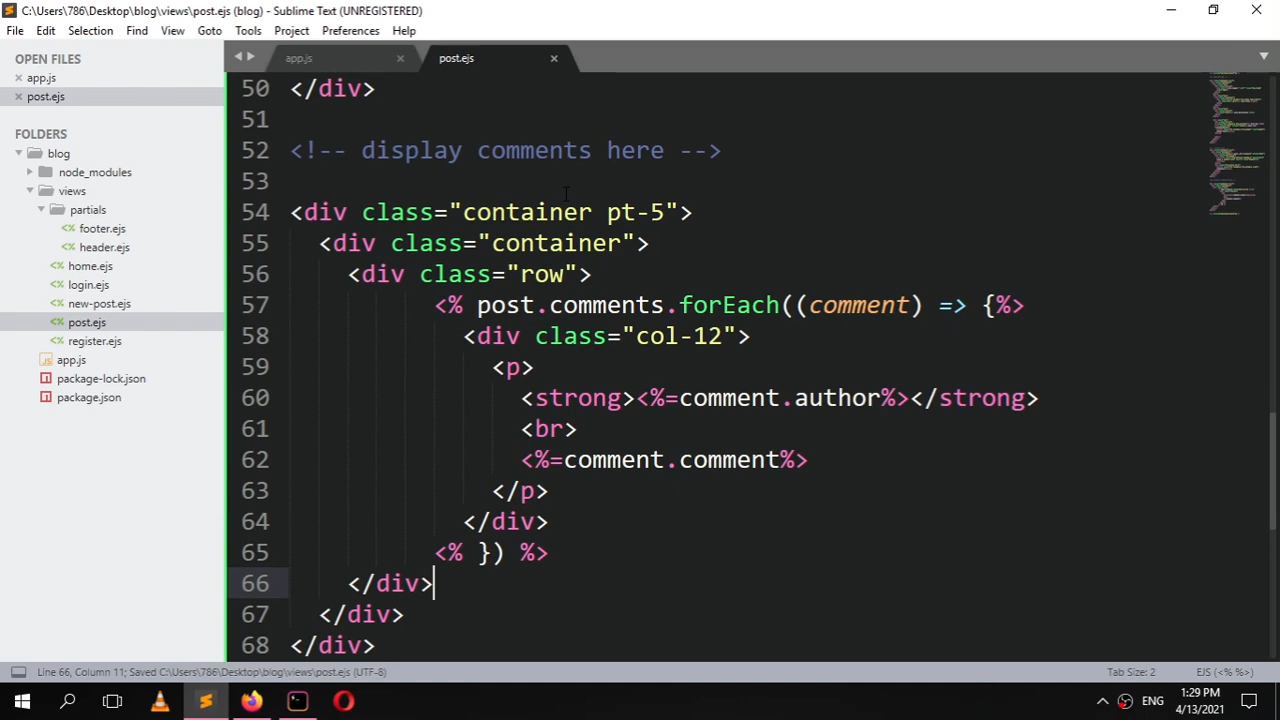 C:\Users\786\Desktop\blog\views\post.ejs (blog) - Sublime Text (UNREGISTERED)
File Edit Selection Find View Goto Tools Project Preferences Help
OPEN FILES
app.js
post.ejs
FOLDERS
blog
node_modules
views
partials
footer.ejs
header.ejs
home.ejs
login.ejs
new-post.ejs
post.ejs
register.ejs
app.js
package-lock.json
package.json
app.js post.ejs
50 </div>
51
52 <!-- display comments here -->
53
54 <div class="container pt-5">
55 <div class="container">
56 <div class="row">
57 <% post.comments.forEach((comment) => {%>
58 <div class="col-12">
59 <p>
60 <strong><%=comment.author%></strong>
61 <br>
62 <%=comment.comment%>
63 </p>
64 </div>
65 <% }) %>
66 </div>
67 </div>
68 </div>
Line 66, Column 11; Saved C:\Users\786\Desktop\blog\views\post.ejs (UTF-8) Tab Size: 2 EJS (<% %>)
ENG 1:29 PM
4/13/2021